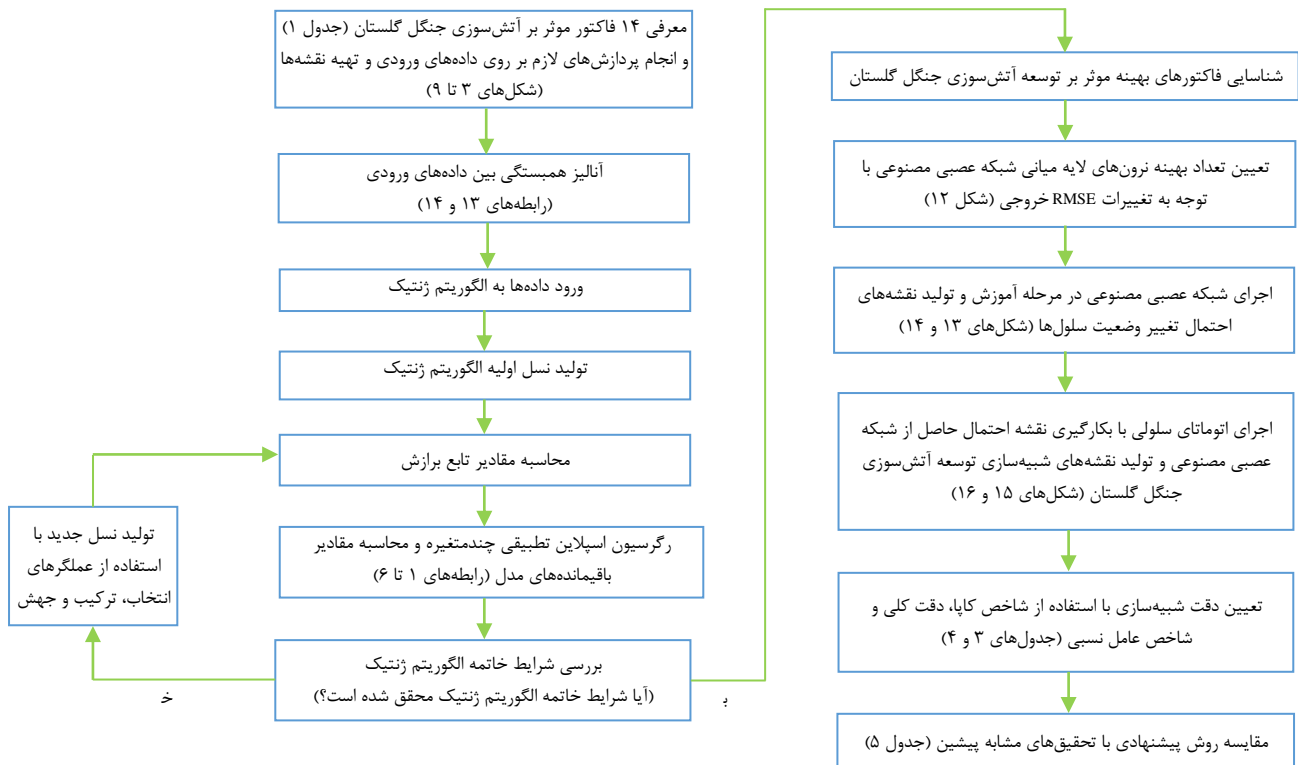 معرفی ۱۴ فاکتور موثر بر آتش‌سوزی جنگل گلستان (جدول ۱)
و انجام پردازش‌های لازم بر روی داده‌های ورودی و تهیه نقشه‌ها
(شکل‌های ۳ تا ۹)
آنالیز همبستگی بین داده‌های ورودی
(رابطه‌های ۱۳ و ۱۴)
ورود داده‌ها به الگوریتم ژنتیک
تولید نسل اولیه الگوریتم ژنتیک
محاسبه مقادیر تابع برازش
رگرسیون اسپلاین تطبیقی چندمتغیره و محاسبه مقادیر
باقیمانده‌های مدل (رابطه‌های ۱ تا ۶)
بررسی شرایط خاتمه الگوریتم ژنتیک
(آیا شرایط خاتمه الگوریتم ژنتیک محقق شده است؟)
خ
تولید نسل جدید با
استفاده از عملگرهای
انتخاب، ترکیب و جهش
ب
شناسایی فاکتورهای بهینه موثر بر توسعه آتش‌سوزی جنگل گلستان
تعیین تعداد بهینه نرون‌های لایه میانی شبکه عصبی مصنوعی با
توجه به تغییرات RMSE خروجی (شکل ۱۲)
اجرای شبکه عصبی مصنوعی در مرحله آموزش و تولید نقشه‌های
احتمال تغییر وضعیت سلول‌ها (شکل‌های ۱۳ و ۱۴)
اجرای اتوماتای سلولی با بکارگیری نقشه احتمال حاصل از شبکه
عصبی مصنوعی و تولید نقشه‌های شبیه‌سازی توسعه آتش‌سوزی
جنگل گلستان (شکل‌های ۱۵ و ۱۶)
تعیین دقت شبیه‌سازی با استفاده از شاخص کاپا، دقت کلی و
شاخص عامل نسبی (جدول‌های ۳ و ۴)
مقایسه روش پیشنهادی با تحقیق‌های مشابه پیشین (جدول ۵)